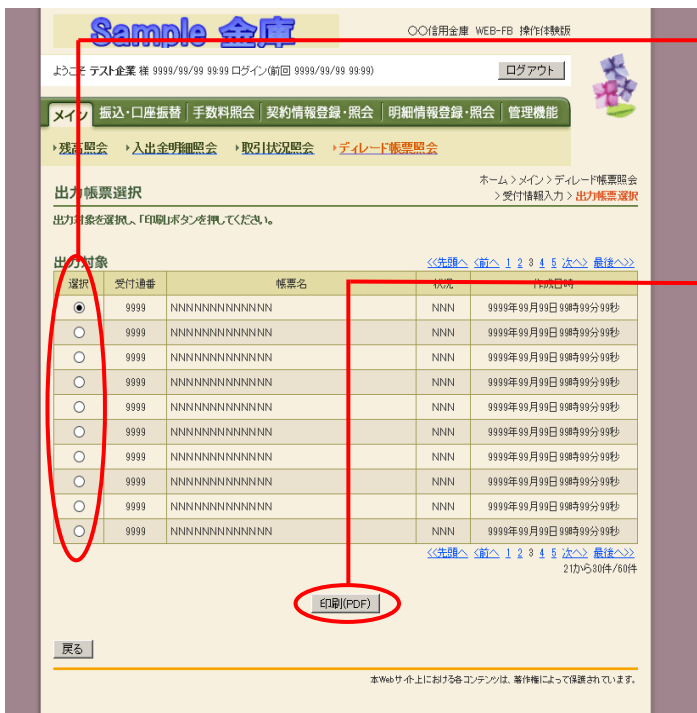 Sample 金庫
〇〇信用金庫 WEB-FB 操作体験版
ようこそ テスト企業 様 9999/99/99 99:99 ログイン(前回 9999/99/99 99:99)
ログアウト
メイン 振込・口座振替 手数料照会 契約情報登録・照会 明細情報登録・照会 管理機能
残高照会 入出金明細照会 取引状況照会 ディレード帳票照会
出力帳票選択
ホーム > メイン > ディレード帳票照会
> 受付情報入力 > 出力帳票選択
出力対象を選択し、「印刷」ボタンを押してください。
出力対象
<<先頭へ <前へ 1 2 3 4 5 次へ> 最後へ>>
選択 受付通番 帳票名 状況 作成日時
9999 NNNNNNNNNNNNN NNN 9999年99月99日 99時99分99秒
9999 NNNNNNNNNNNNN NNN 9999年99月99日 99時99分99秒
9999 NNNNNNNNNNNNN NNN 9999年99月99日 99時99分99秒
9999 NNNNNNNNNNNNN NNN 9999年99月99日 99時99分99秒
9999 NNNNNNNNNNNNN NNN 9999年99月99日 99時99分99秒
9999 NNNNNNNNNNNNN NNN 9999年99月99日 99時99分99秒
9999 NNNNNNNNNNNNN NNN 9999年99月99日 99時99分99秒
9999 NNNNNNNNNNNNN NNN 9999年99月99日 99時99分99秒
9999 NNNNNNNNNNNNN NNN 9999年99月99日 99時99分99秒
9999 NNNNNNNNNNNNN NNN 9999年99月99日 99時99分99秒
<<先頭へ <前へ 1 2 3 4 5 次へ> 最後へ>>
21から30件/60件
印刷(PDF)
戻る
本Webサイト上における各コンテンツは、著作権によって保護されています。